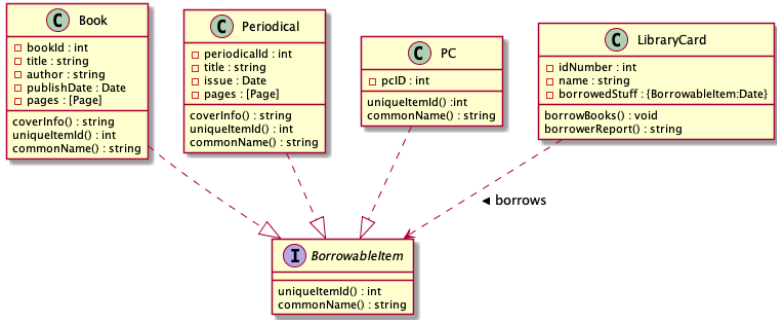 C Book
bookId : int
title : string
author : string
publishDate : Date
pages : [Page]
coverInfo() : string
uniqueItemId() : int
commonName() : string
C Periodical
periodicalId : int
title : string
issue : Date
pages : [Page]
coverInfo() : string
uniqueItemId() : int
commonName() : string
C PC
pcID : int
uniqueItemId() :int
commonName() : string
C LibraryCard
idNumber : int
name : string
borrowedStuff : {BorrowableItem:Date}
borrowBooks() : void
borrowerReport() : string
◄ borrows
I BorrowableItem
uniqueItemId() : int
commonName() : string